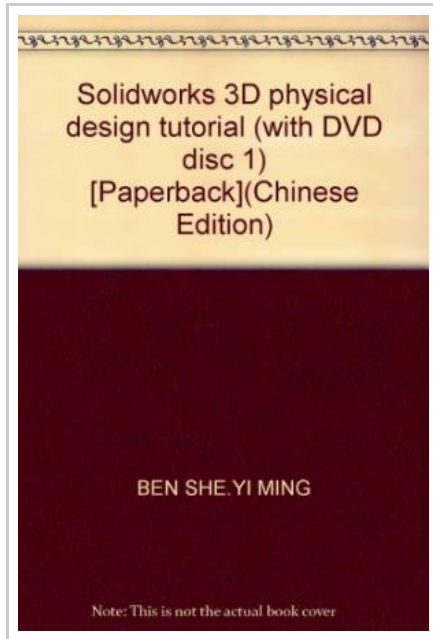 Solidworks 3D physical
design tutorial (with DVD
disc 1)
[Paperback](Chinese
Edition)
BEN SHE.YI MING
Note: This is not the actual book cover